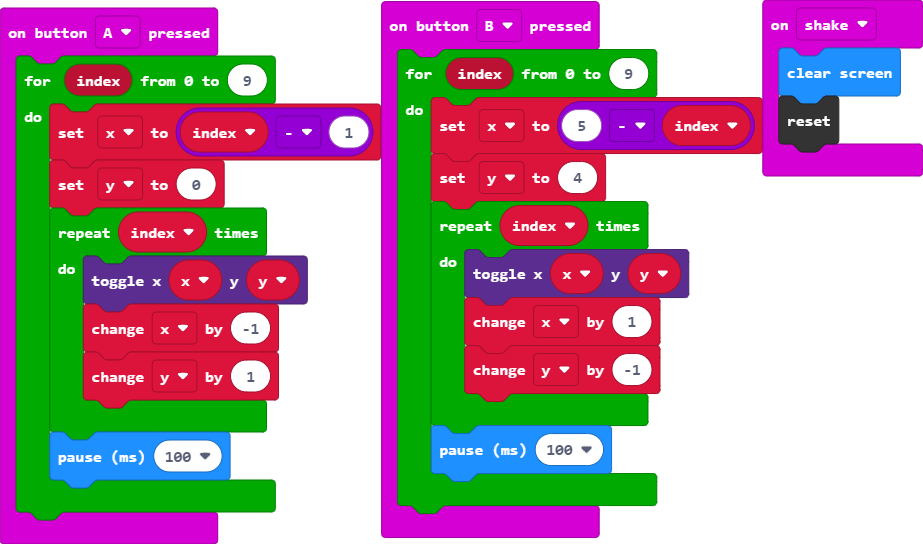 on button A pressed
for index from 0 to 9
do
set x to index - 1
set y to 0
repeat index times
do
toggle x x y y
change x by -1
change y by 1
pause (ms) 100
on button B pressed
for index from 0 to 9
do
set x to 5 - index
set y to 4
repeat index times
do
toggle x x y y
change x by 1
change y by -1
pause (ms) 100
on shake
clear screen
reset